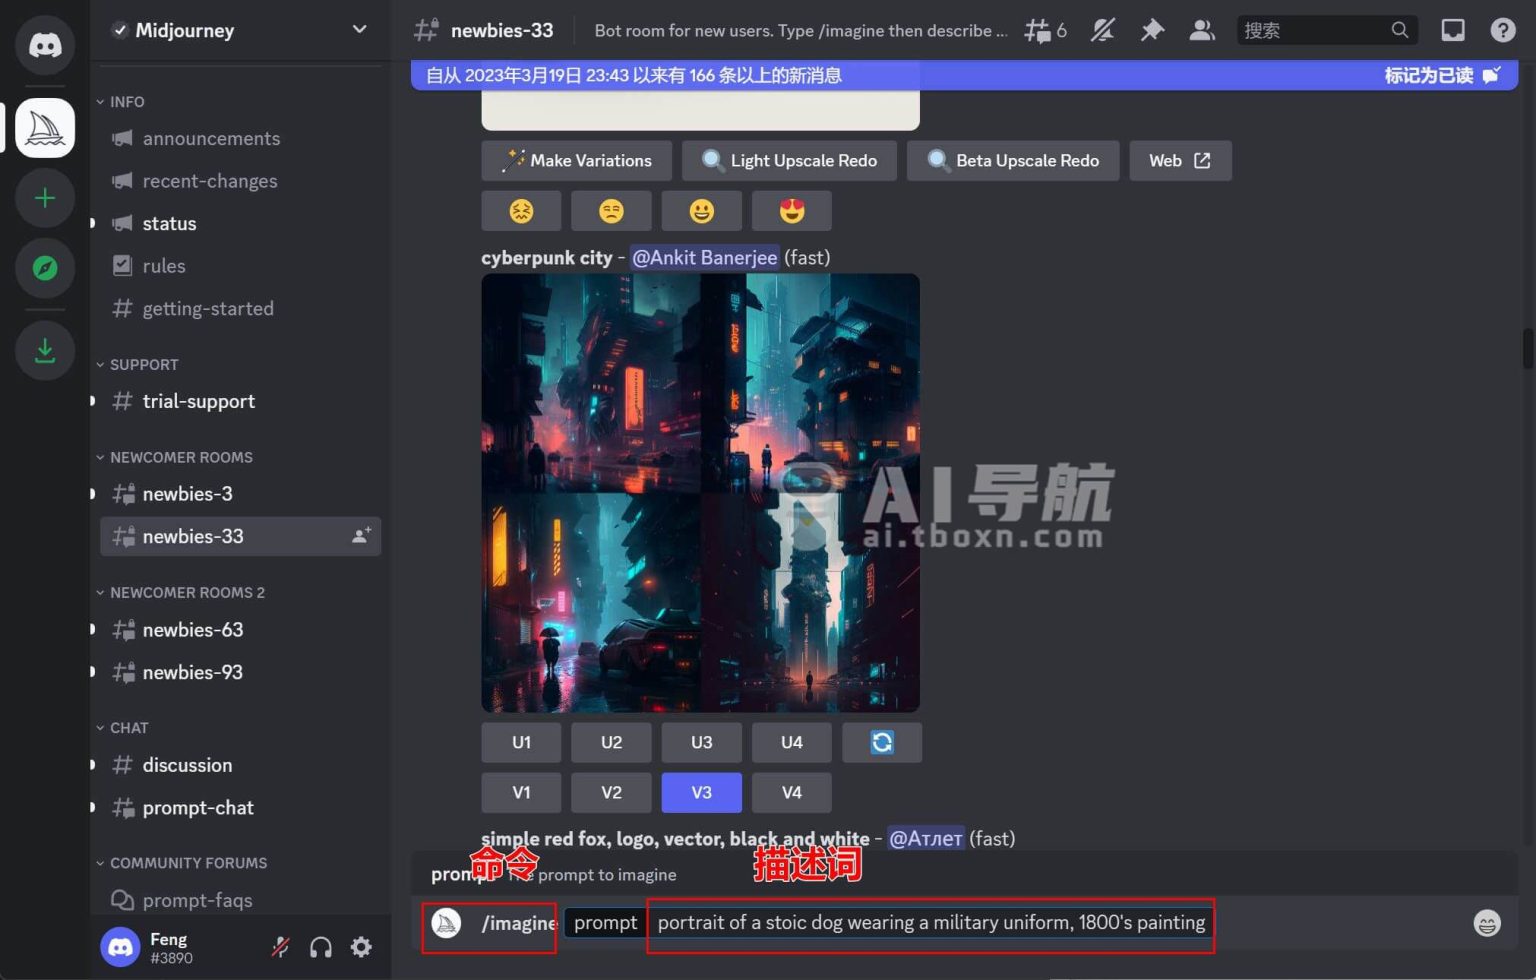 Midjourney
INFO
announcements
recent-changes
status
rules
getting-started
SUPPORT
trial-support
NEWCOMER ROOMS
newbies-3
newbies-33
NEWCOMER ROOMS 2
newbies-63
newbies-93
CHAT
discussion
prompt-chat
COMMUNITY FORUMS
prompt-faqs
Feng
#3890
newbies-33
Bot room for new users. Type /imagine then describe ...
6
搜索
自从 2023年3月19日 23:43 以来有 166 条以上的新消息
标记为已读
Make Variations
Light Upscale Redo
Beta Upscale Redo
Web
cyberpunk city - @Ankit Banerjee (fast)
AI导航
ai.tboxn.com
U1 U2 U3 U4
V1 V2 V3 V4
simple red fox, logo, vector, black and white - @Атлет (fast)
命令
描述词
prompt The prompt to imagine
/imagine prompt portrait of a stoic dog wearing a military uniform, 1800's painting